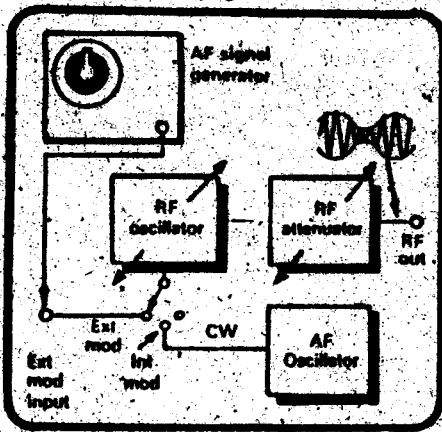 AF signal
generator
RF
oscillator
RF
attenuator
RF
out
Ext
mod
Int
mod
CW
AF
Oscillator
Ext
mod
Input